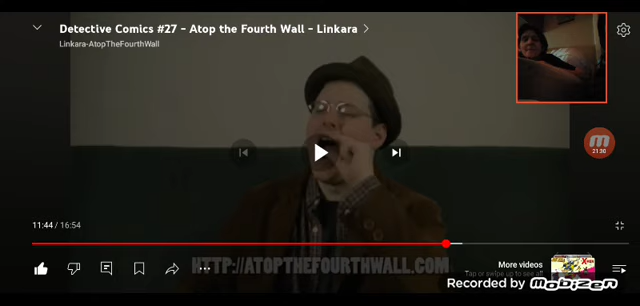 Detective Comics #27 - Atop the Fourth Wall - Linkara
Linkara-AtopTheFourthWall
21:30
11:44 / 16:54
HTTP://ATOPTHEFOURTHWALL.COM
More videos
Tap or swipe up to see all
Recorded by Mobizen